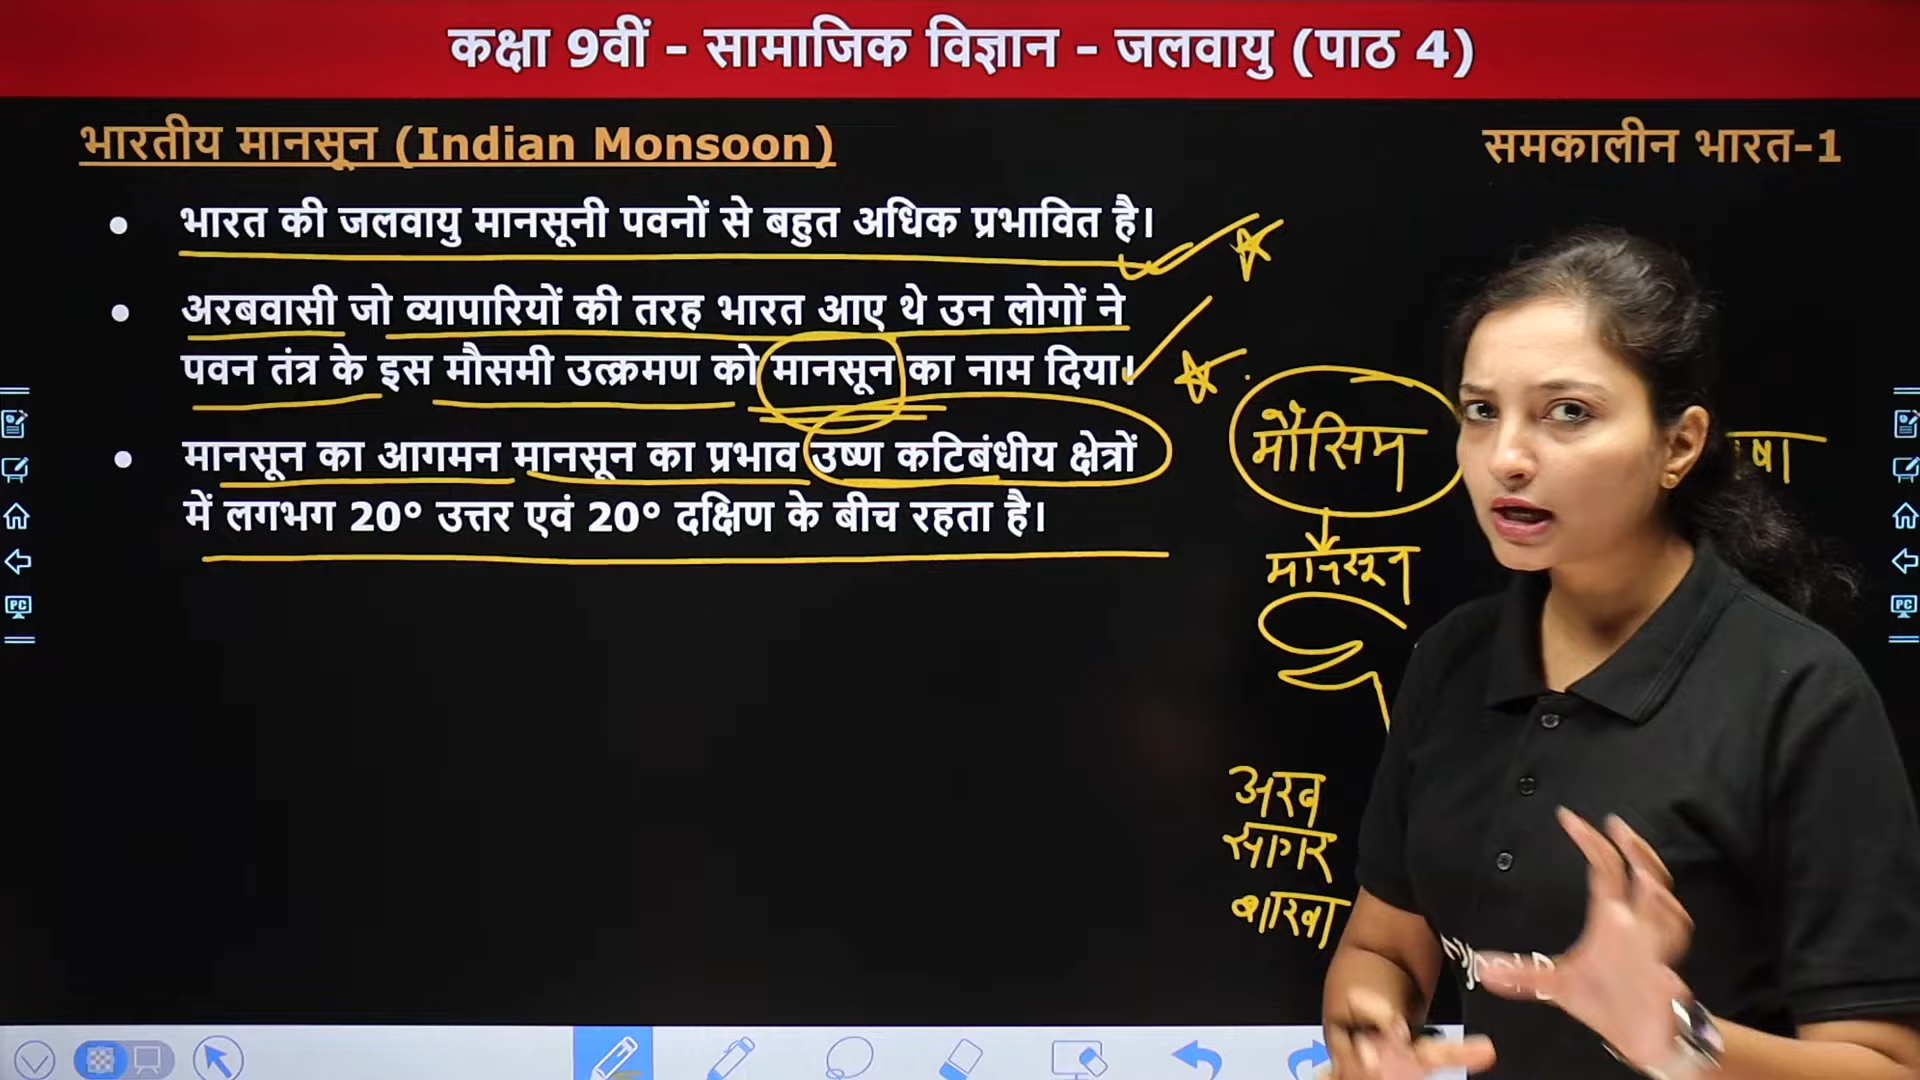 कक्षा 9वीं - सामाजिक विज्ञान - जलवायु (पाठ 4)
भारतीय मानसून (Indian Monsoon)
समकालीन भारत-1
• भारत की जलवायु मानसूनी पवनों से बहुत अधिक प्रभावित है।
• अरबवासी जो व्यापारियों की तरह भारत आए थे उन लोगों ने
पवन तंत्र के इस मौसमी उत्क्रमण को मानसून का नाम दिया।
• मानसून का आगमन मानसून का प्रभाव उष्ण कटिबंधीय क्षेत्रों
में लगभग 20° उत्तर एवं 20° दक्षिण के बीच रहता है।
मौसिम
मानसून
अरब
सागर
शाखा
PC
PC